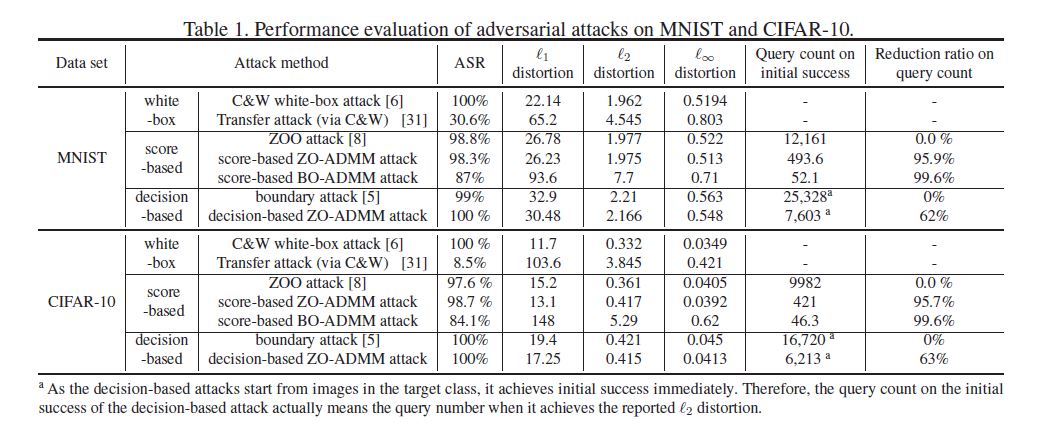 Table 1. Performance evaluation of adversarial attacks on MNIST and CIFAR-10.
Data set Attack method ASR ℓ1 distortion ℓ2 distortion ℓ∞ distortion Query count on initial success Reduction ratio on query count
MNIST
white -box
C&W white-box attack [6] 100% 22.14 1.962 0.5194 - -
Transfer attack (via C&W) [31] 30.6% 65.2 4.545 0.803 - -
score -based
ZOO attack [8] 98.8% 26.78 1.977 0.522 12,161 0.0 %
score-based ZO-ADMM attack 98.3% 26.23 1.975 0.513 493.6 95.9%
score-based BO-ADMM attack 87% 93.6 7.7 0.71 52.1 99.6%
decision -based
boundary attack [5] 99% 32.9 2.21 0.563 25,328a 0%
decision-based ZO-ADMM attack 100 % 30.48 2.166 0.548 7,603 a 62%
CIFAR-10
white -box
C&W white-box attack [6] 100 % 11.7 0.332 0.0349 - -
Transfer attack (via C&W) [31] 8.5% 103.6 3.845 0.421 - -
score -based
ZOO attack [8] 97.6 % 15.2 0.361 0.0405 9982 0.0 %
score-based ZO-ADMM attack 98.7 % 13.1 0.417 0.0392 421 95.7%
score-based BO-ADMM attack 84.1% 148 5.29 0.62 46.3 99.6%
decision -based
boundary attack [5] 100% 19.4 0.421 0.045 16,720 a 0%
decision-based ZO-ADMM attack 100% 17.25 0.415 0.0413 6,213 a 63%
a As the decision-based attacks start from images in the target class, it achieves initial success immediately. Therefore, the query count on the initial
success of the decision-based attack actually means the query number when it achieves the reported ℓ2 distortion.